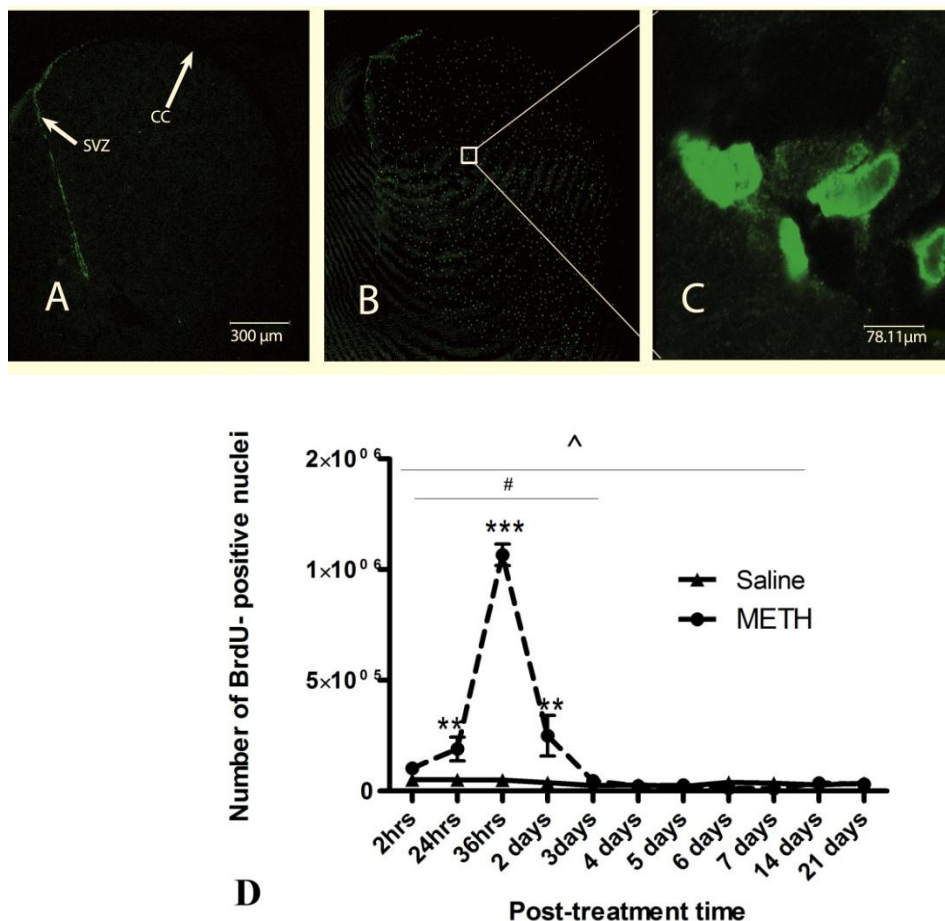 SVZ
CC
A
300 µm
B
C
78.11µm
^
#
***
**
**
2×10⁰⁶
1×10⁰⁶
5×10⁰⁵
0
Number of BrdU- positive nuclei
Saline
METH
2hrs
24hrs
36hrs
2 days
3days
4 days
5 days
6 days
7 days
14 days
21 days
D
Post-treatment time